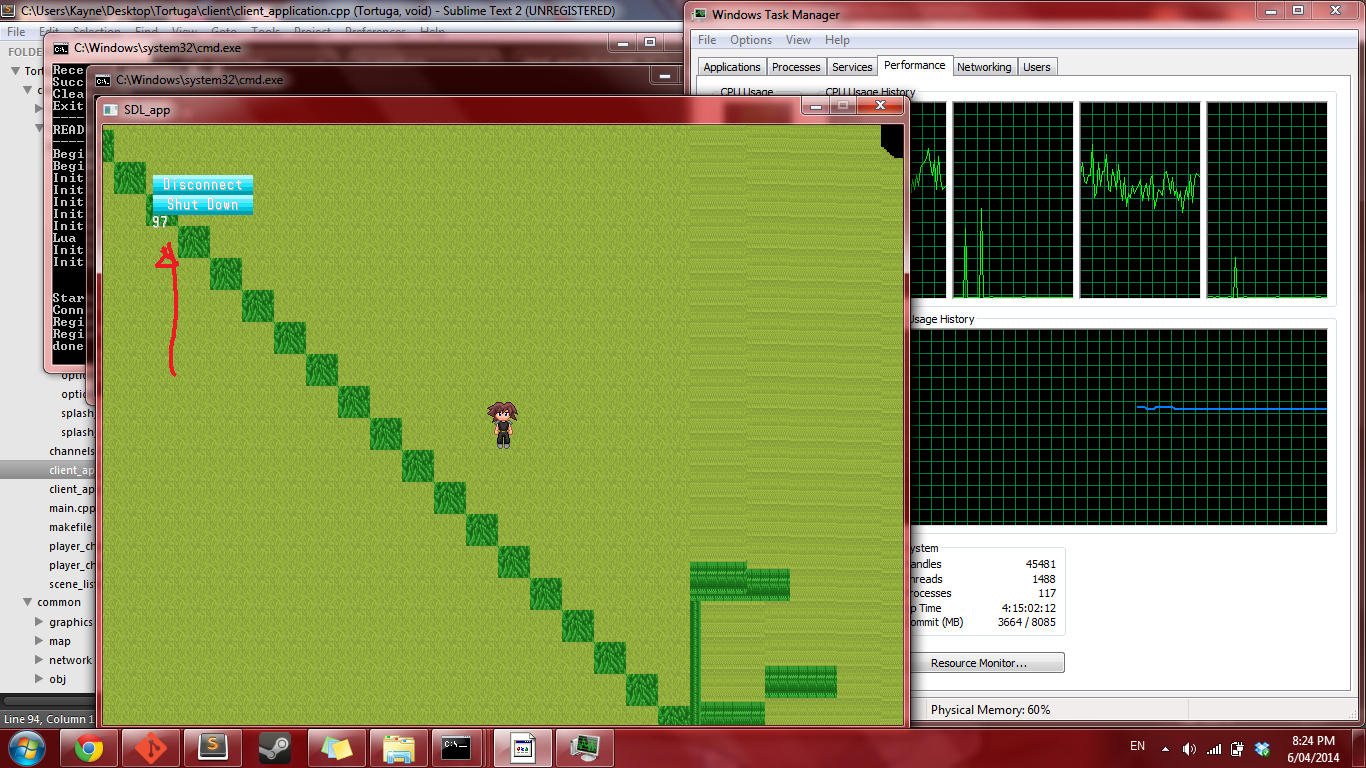 C:\Users\Kayne\Desktop\Tortuga\client\client_application.cpp (Tortuga, void) - Sublime Text 2 (UNREGISTERED)
File Edit Selection Find View Goto Tools Project Preferences Help
FOLDE
Tor
C:\Windows\system32\cmd.exe
Rece
Succ
Clea
Exit
----
READ
----
Begi
Begi
Init
Init
Init
Init
Init
Lua
Init
Init
Star
Conn
Regi
Regi
done
C:\Windows\system32\cmd.exe
SDL_app
Disconnect
Shut Down
97
optio
optio
splash_
splash_
channels
client_ap
client_ap
main.cpp
makefile
player_ch
player_ch
scene_list
common
graphics
map
network
obj
Line 94, Column 1
Windows Task Manager
File Options View Help
Applications Processes Services Performance Networking Users
CPU Usage CPU Usage History
Usage History
ystem
andles 45481
hreads 1488
rocesses 117
p Time 4:15:02:12
ommit (MB) 3664 / 8085
Resource Monitor...
Physical Memory: 60%
EN
8:24 PM
6/04/2014